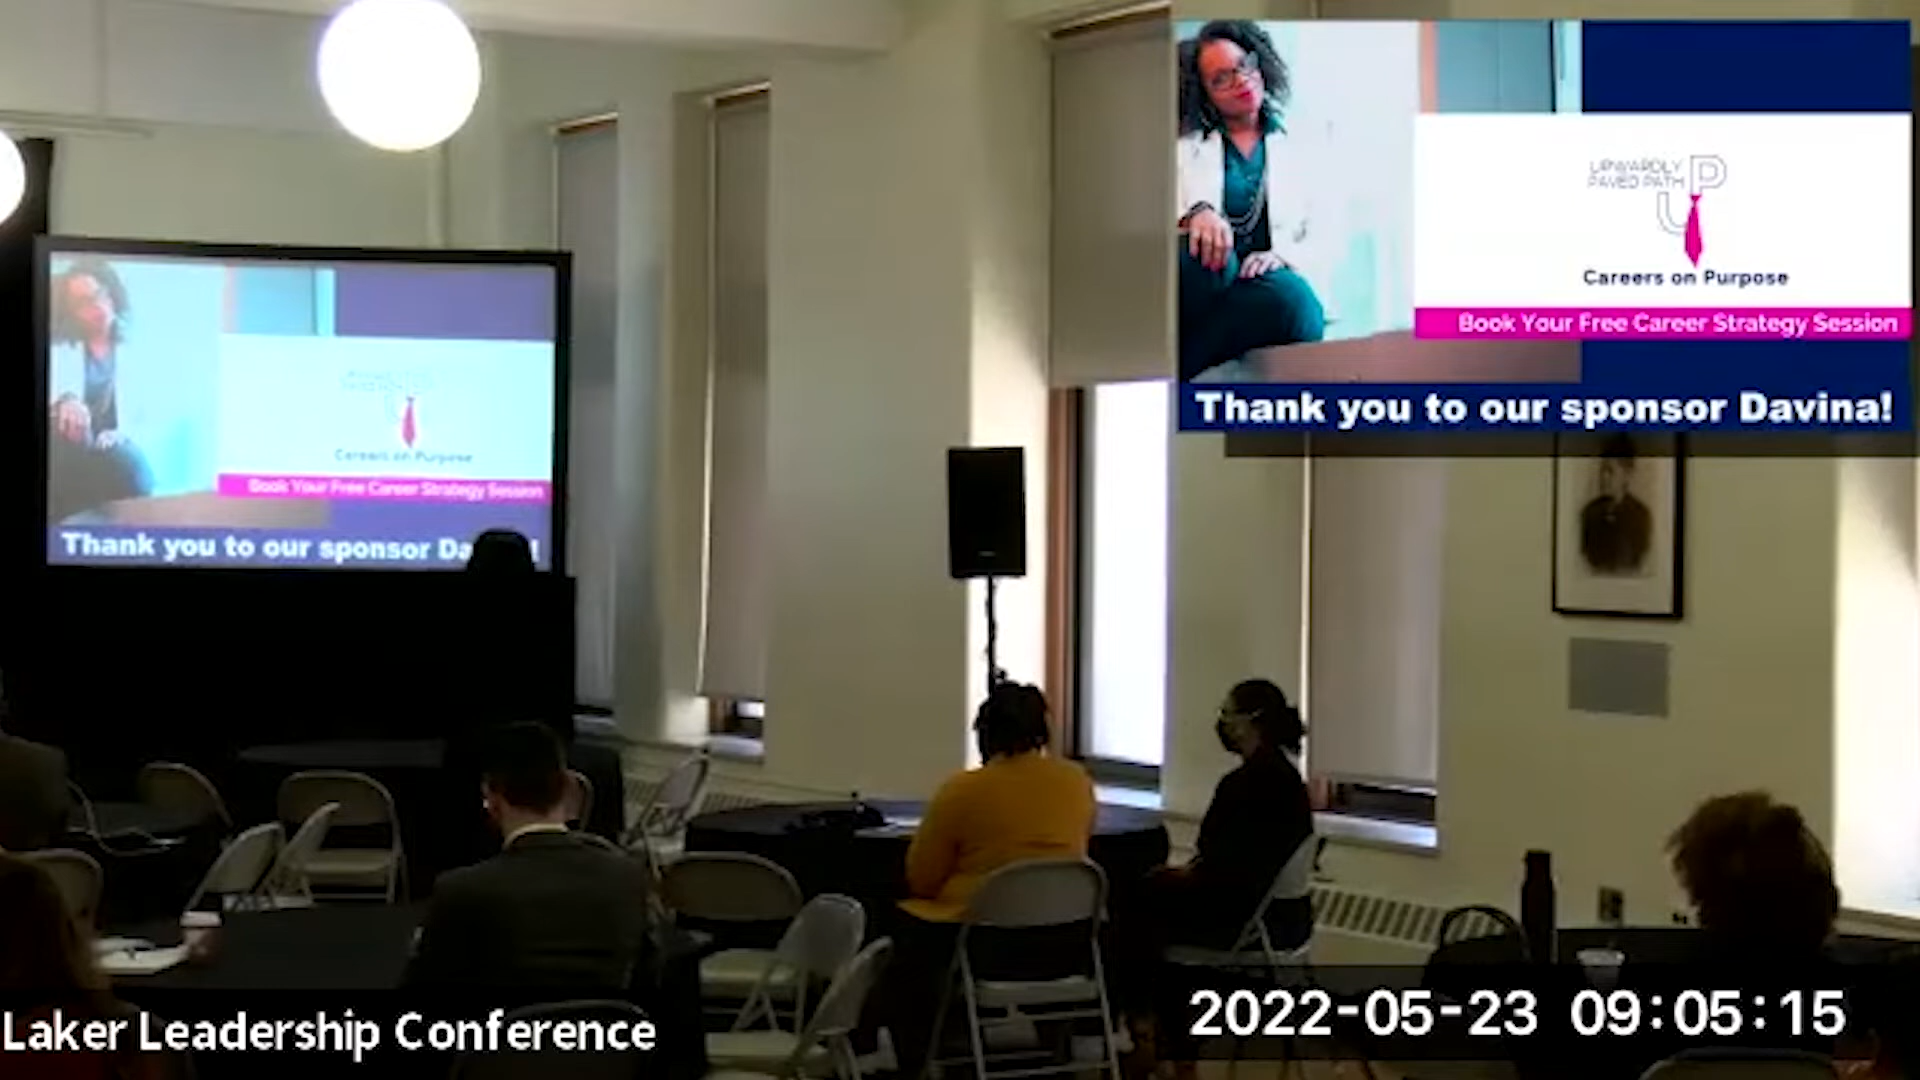 UPWARDLY
PAVED PATH
UP
Careers on Purpose
Book Your Free Career Strategy Session
Thank you to our sponsor Davina!
Careers on Purpose
Book Your Free Career Strategy Session
Thank you to our sponsor Da !
Laker Leadership Conference
2022-05-23 09:05:15